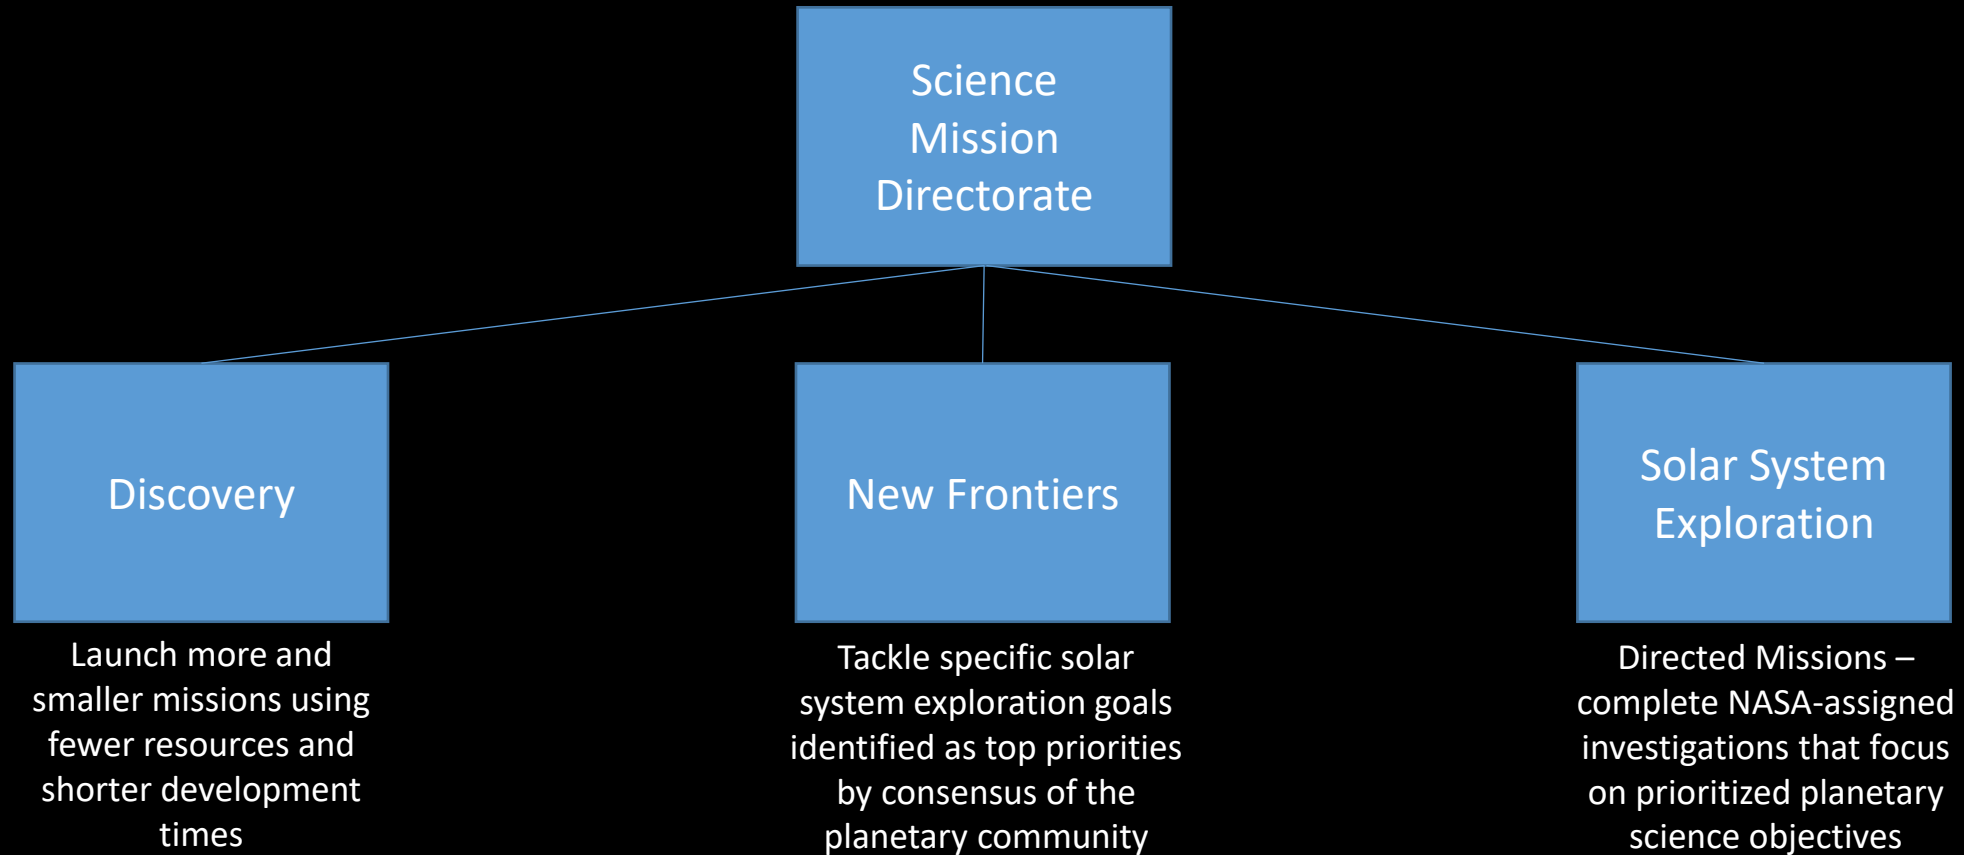 Science
Mission
Directorate
Discovery
New Frontiers
Solar System
Exploration
Launch more and
smaller missions using
fewer resources and
shorter development
times
Tackle specific solar
system exploration goals
identified as top priorities
by consensus of the
planetary community
Directed Missions –
complete NASA-assigned
investigations that focus
on prioritized planetary
science objectives